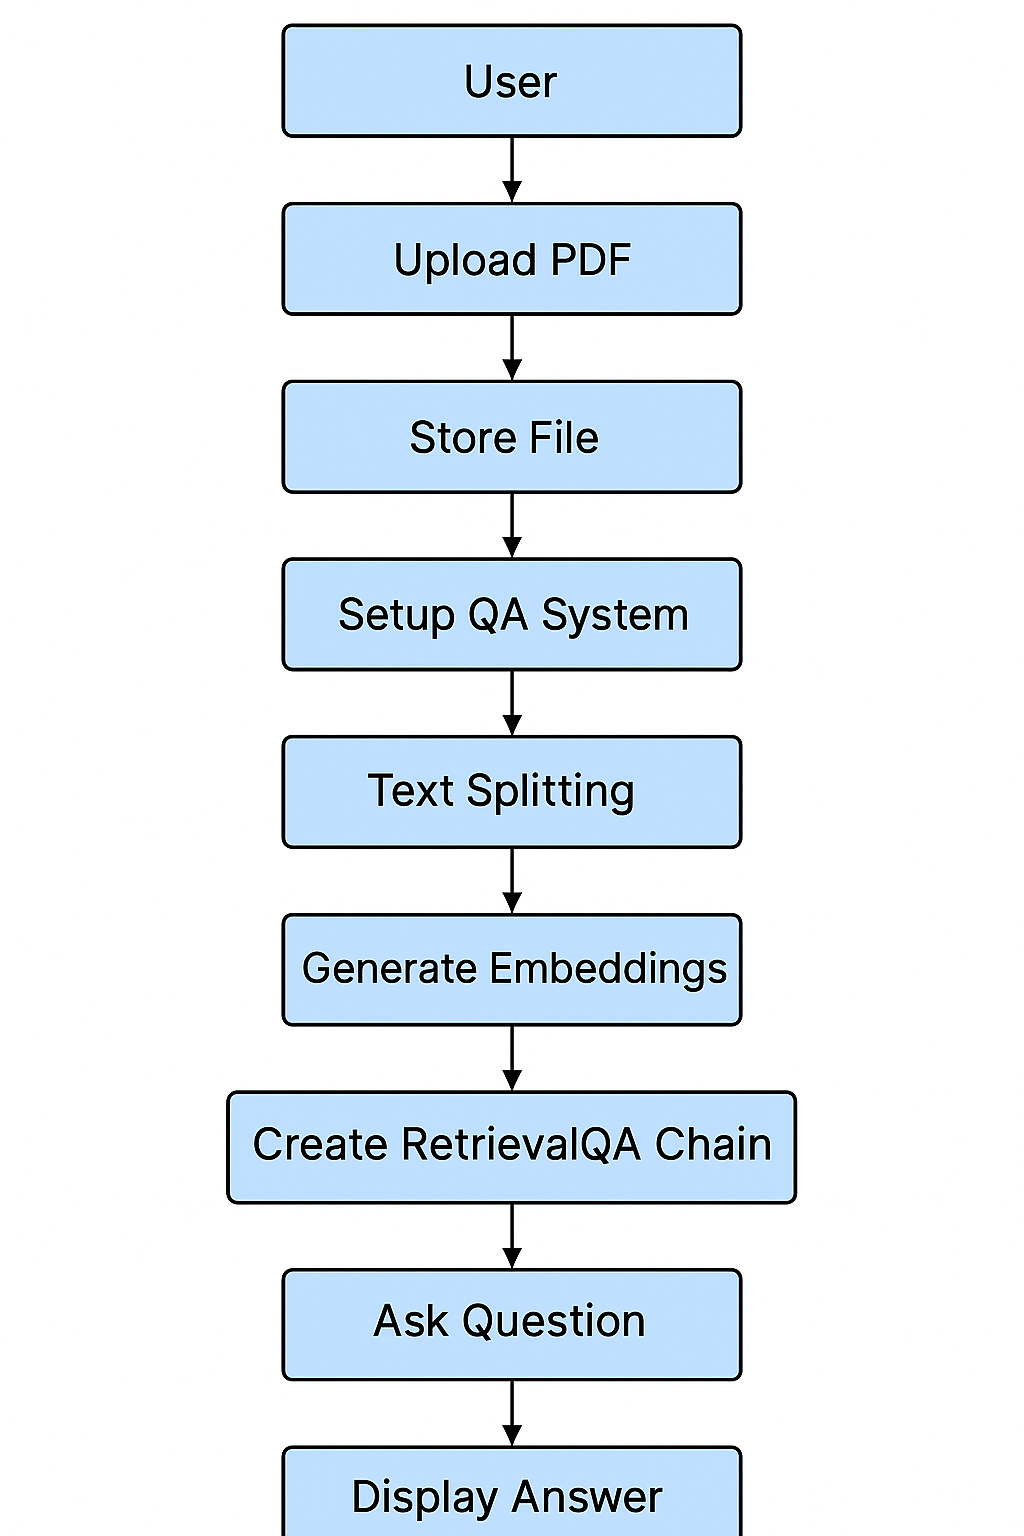 User
Upload PDF
Store File
Setup QA System
Text Splitting
Generate Embeddings
Create RetrievalQA Chain
Ask Question
Display Answer